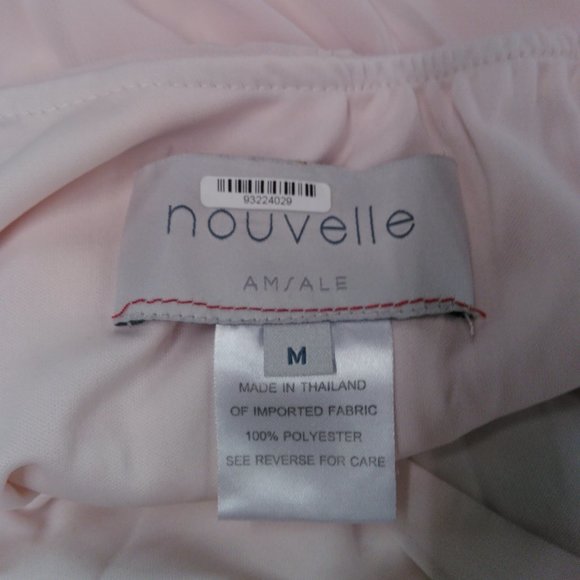 93224029
nouvelle
AMSALE
M
MADE IN THAILAND
OF IMPORTED FABRIC
100% POLYESTER
SEE REVERSE FOR CARE